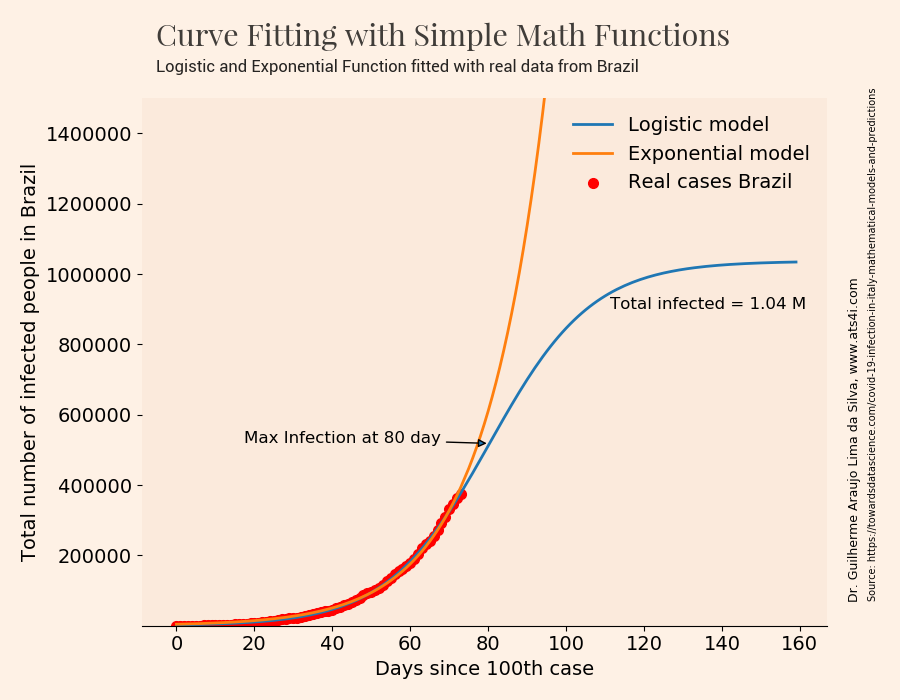 Curve Fitting with Simple Math Functions
Logistic and Exponential Function fitted with real data from Brazil
Logistic model
Exponential model
Real cases Brazil
Total infected = 1.04 M
Max Infection at 80 day
Total number of infected people in Brazil
1400000
1200000
1000000
800000
600000
400000
200000
0 20 40 60 80 100 120 140 160
Days since 100th case
Dr. Guilherme Araujo Lima da Silva, www.ats4i.com
Source: https://towardsdatascience.com/covid-19-infection-in-italy-mathematical-models-and-predictions